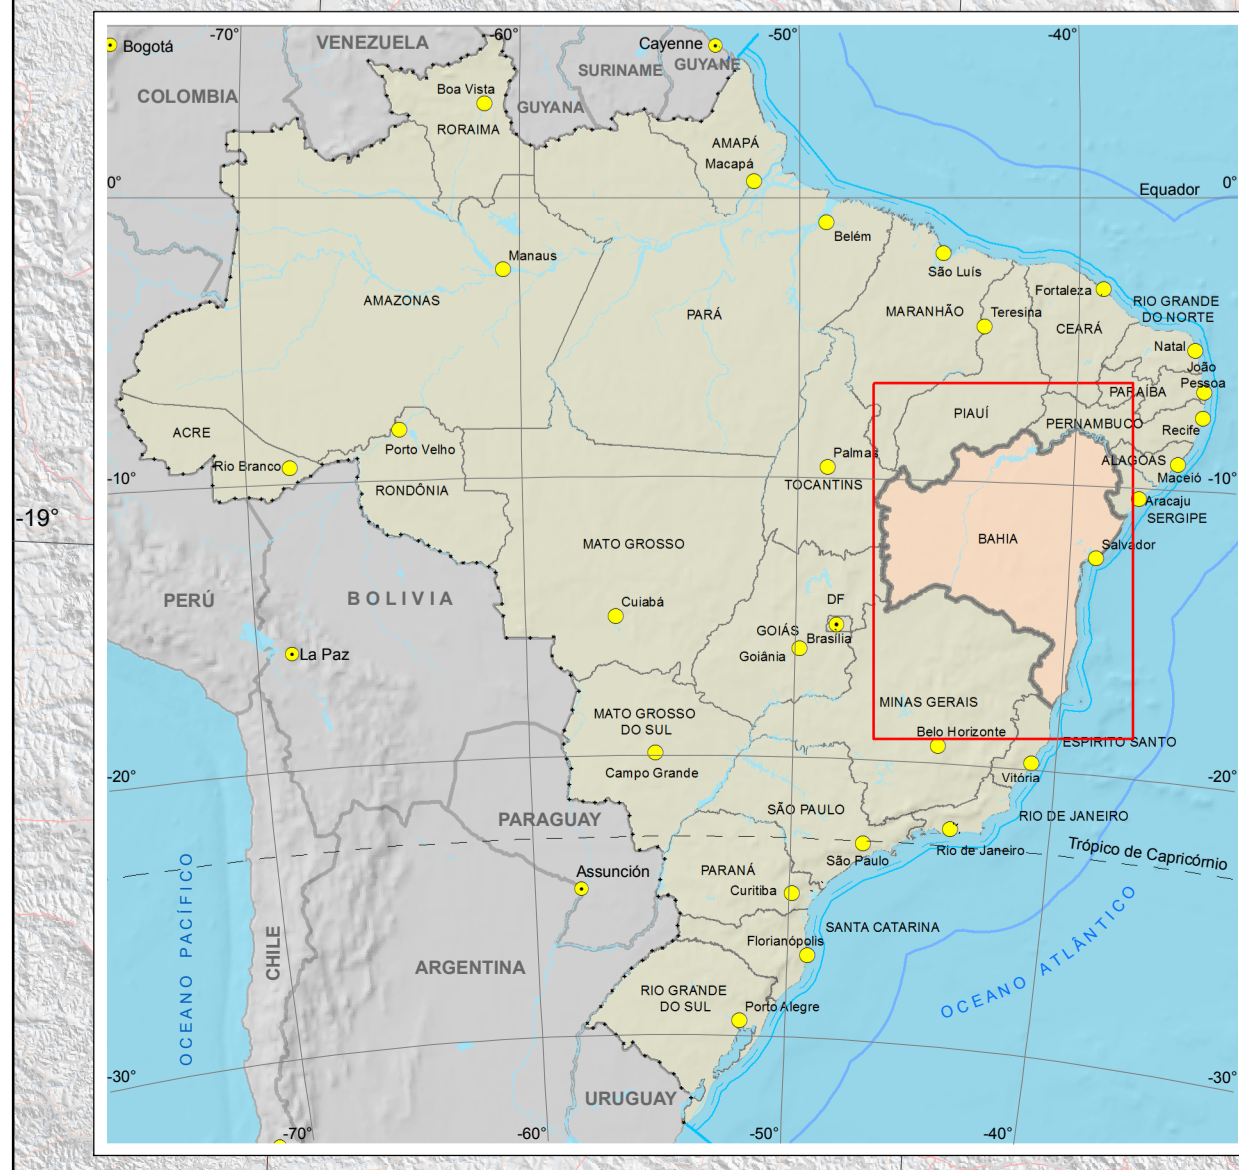 -70°
-60°
-50°
-40°
Bogotá
VENEZUELA
Cayenne
GUYANE
SURINAME
COLOMBIA
Boa Vista
GUYANA
RORAIMA
AMAPÁ
Macapá
0°
Equador
0°
Belém
Manaus
São Luís
AMAZONAS
PARÁ
MARANHÃO
Teresina
Fortaleza
CEARÁ
RIO GRANDE
DO NORTE
Natal
João
Pessoa
PARAÍBA
PIAUÍ
PERNAMBUCO
Recife
ACRE
Rio Branco
Porto Velho
Palmas
ALAGOAS
Maceió
-10°
RONDÔNIA
TOCANTINS
-10°
Aracaju
SERGIPE
-19°
MATO GROSSO
BAHIA
Salvador
PERÚ
BOLIVIA
Cuiabá
DF
GOIÁS
Brasília
Goiânia
La Paz
MATO GROSSO
DO SUL
MINAS GERAIS
Belo Horizonte
ESPÍRITO SANTO
Campo Grande
Vitória
-20°
-20°
PARAGUAY
SÃO PAULO
RIO DE JANEIRO
Rio de Janeiro
São Paulo
Trópico de Capricórnio
Assunción
PARANÁ
Curitiba
OCEANO PACÍFICO
CHILE
SANTA CATARINA
Florianópolis
OCEANO ATLÂNTICO
ARGENTINA
RIO GRANDE
DO SUL
Porto Alegre
-30°
-30°
URUGUAY
-70°
-60°
-50°
-40°